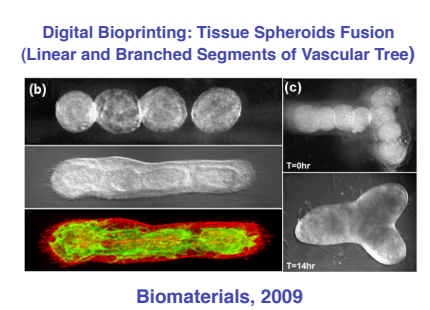 Digital Bioprinting: Tissue Spheroids Fusion
(Linear and Branched Segments of Vascular Tree)
(b)
(c)
T=0hr
T=14hr
Biomaterials, 2009